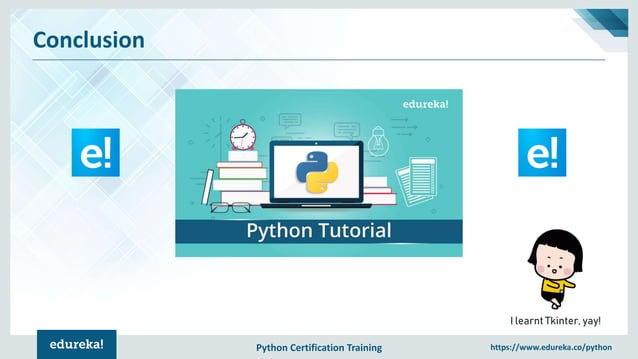 Conclusion
edureka!
e!
e!
Python Tutorial
I learnt Tkinter, yay!
edureka!
Python Certification Training
https://www.edureka.co/python